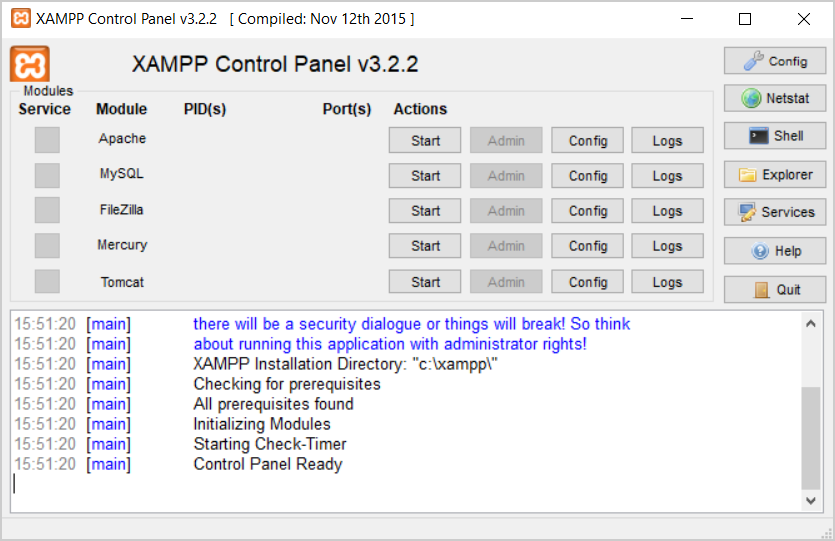 XAMPP Control Panel v3.2.2 [ Compiled: Nov 12th 2015 ]
XAMPP Control Panel v3.2.2
Config
Modules
Service Module PID(s) Port(s) Actions
Netstat
Apache Start Admin Config Logs
Shell
MySQL Start Admin Config Logs
Explorer
FileZilla Start Admin Config Logs
Services
Mercury Start Admin Config Logs
Help
Tomcat Start Admin Config Logs
Quit
15:51:20 [main] there will be a security dialogue or things will break! So think
15:51:20 [main] about running this application with administrator rights!
15:51:20 [main] XAMPP Installation Directory: "c:\xampp\"
15:51:20 [main] Checking for prerequisites
15:51:20 [main] All prerequisites found
15:51:20 [main] Initializing Modules
15:51:20 [main] Starting Check-Timer
15:51:20 [main] Control Panel Ready